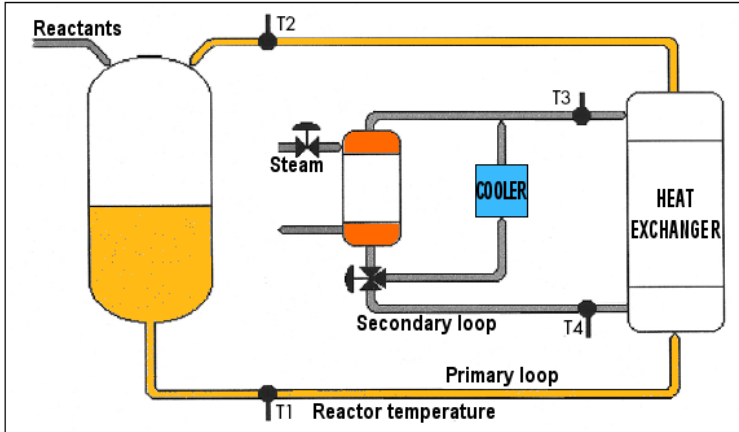 Reactants
T2
T3
Steam
COOLER
HEAT
EXCHANGER
Secondary loop
T4
Primary loop
T1
Reactor temperature